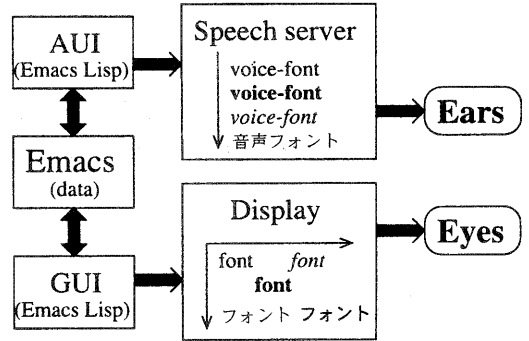 AUI
(Emacs Lisp)
Speech server
voice-font
voice-font
voice-font
音声フォント
Ears
Emacs
(data)
GUI
(Emacs Lisp)
Display
font font
font
フォント フォント
Eyes